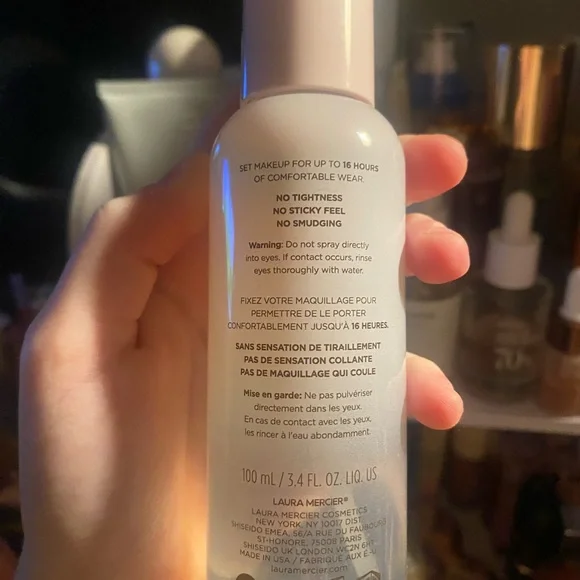 SET MAKEUP FOR UP TO 16 HOURS
OF COMFORTABLE WEAR.
NO TIGHTNESS
NO STICKY FEEL
NO SMUDGING
Warning: Do not spray directly
into eyes. If contact occurs, rinse
eyes thoroughly with water.
FIXEZ VOTRE MAQUILLAGE POUR
PERMETTRE DE LE PORTER
CONFORTABLEMENT JUSQU'À 16 HEURES.
SANS SENSATION DE TIRAILLEMENT
PAS DE SENSATION COLLANTE
PAS DE MAQUILLAGE QUI COULE
Mise en garde: Ne pas pulvériser
directement dans les yeux.
En cas de contact avec les yeux,
les rincer à l'eau abondamment.
100 mL / 3.4 FL. OZ. LIQ. US
LAURA MERCIER®
LAURA MERCIER COSMETICS
NEW YORK, NY 10017 DIST.
SHISEIDO EMEA, 56/A RUE DU FAUBOURG
ST-HONORE, 75008 PARIS
SHISEIDO UK LONDON WC2N 6HT
MADE IN USA / FABRIQUÉ AUX É-U
lauramercier.com